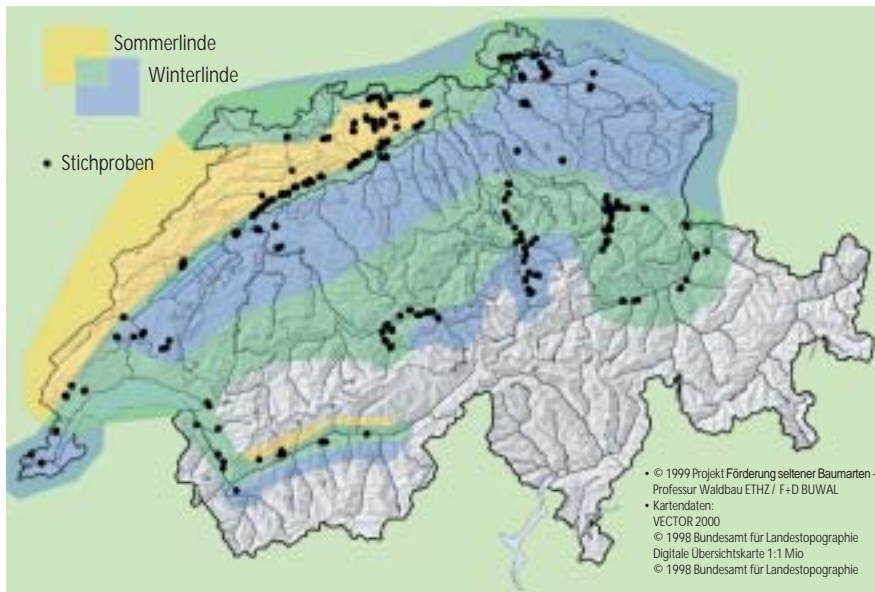 Sommerlinde
Winterlinde
• Stichproben
• © 1999 Projekt Förderung seltener Baumarten -
Professur Waldbau ETHZ / F+D BUWAL
• Kartendaten:
VECTOR 2000
© 1998 Bundesamt für Landestopographie
Digitale Übersichtskarte 1:1 Mio
© 1998 Bundesamt für Landestopographie